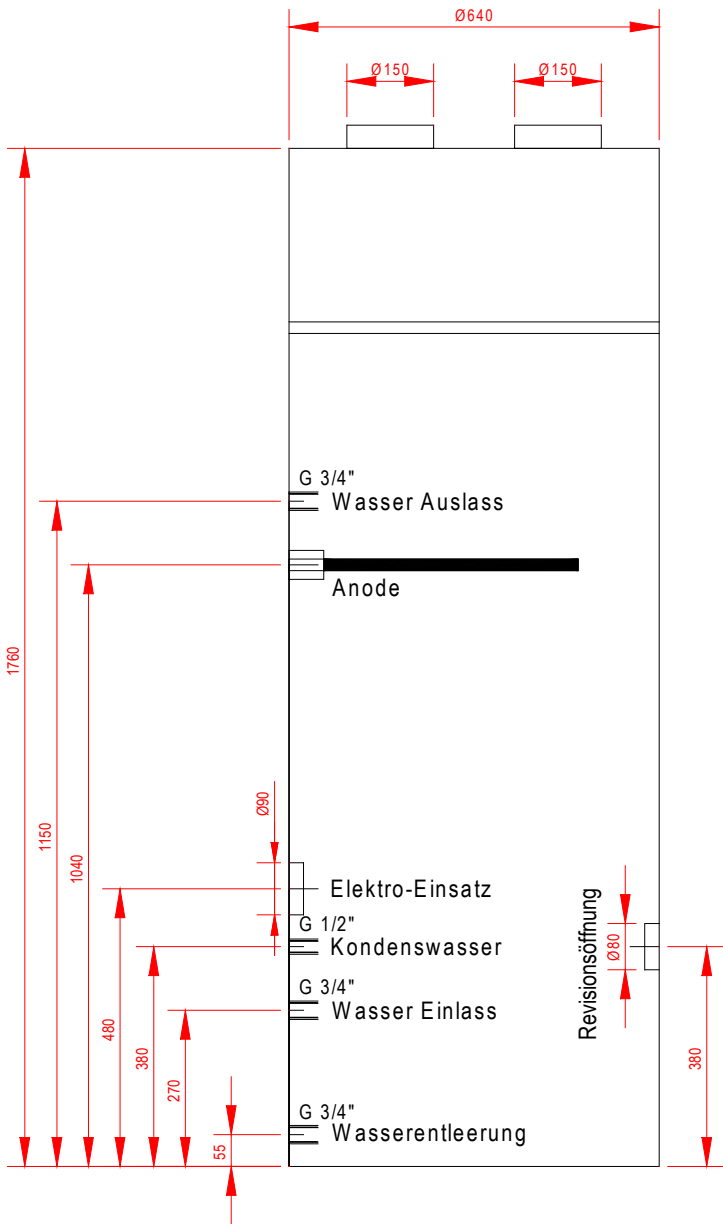 Ø640
Ø150
Ø150
G 3/4"
Wasser Auslass
Anode
1760
1150
1040
Ø90
Elektro-Einsatz
G 1/2"
Kondenswasser
Revisionsöffnung
Ø80
G 3/4"
Wasser Einlass
480
380
270
380
G 3/4"
Wasserentleerung
55